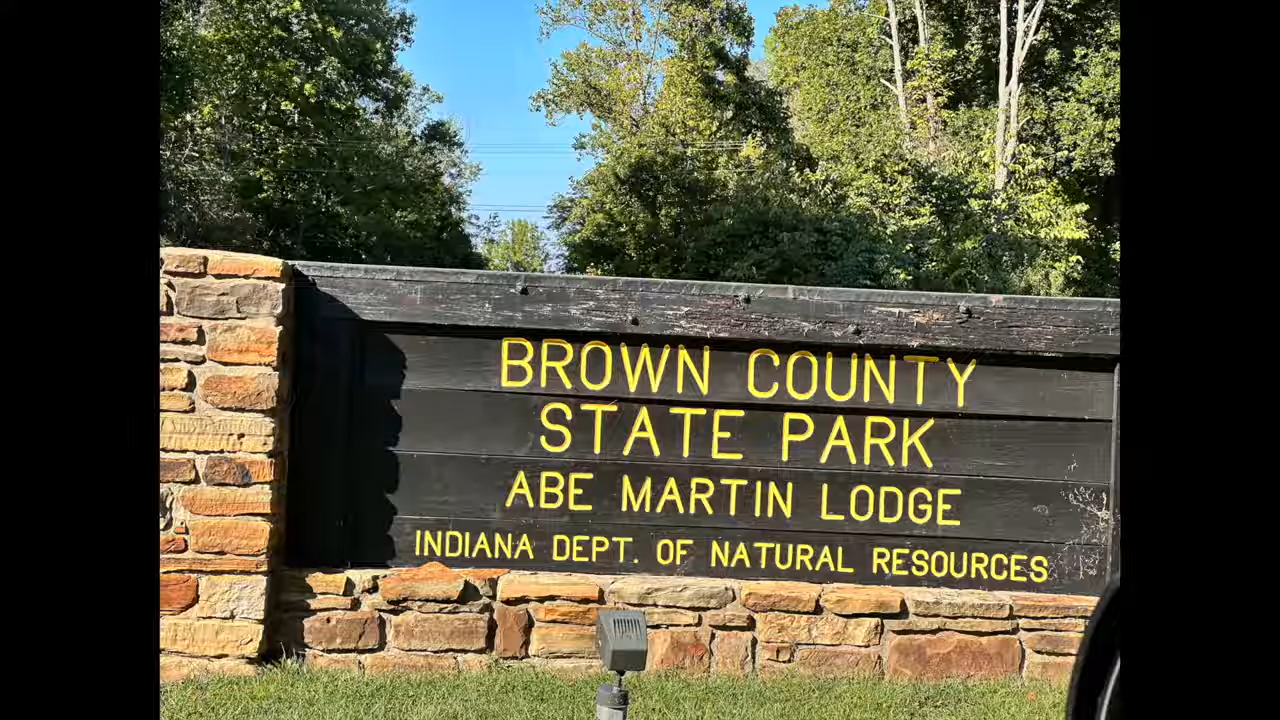 BROWN COUNTY
STATE PARK
ABE MARTIN LODGE
INDIANA DEPT. OF NATURAL RESOURCES